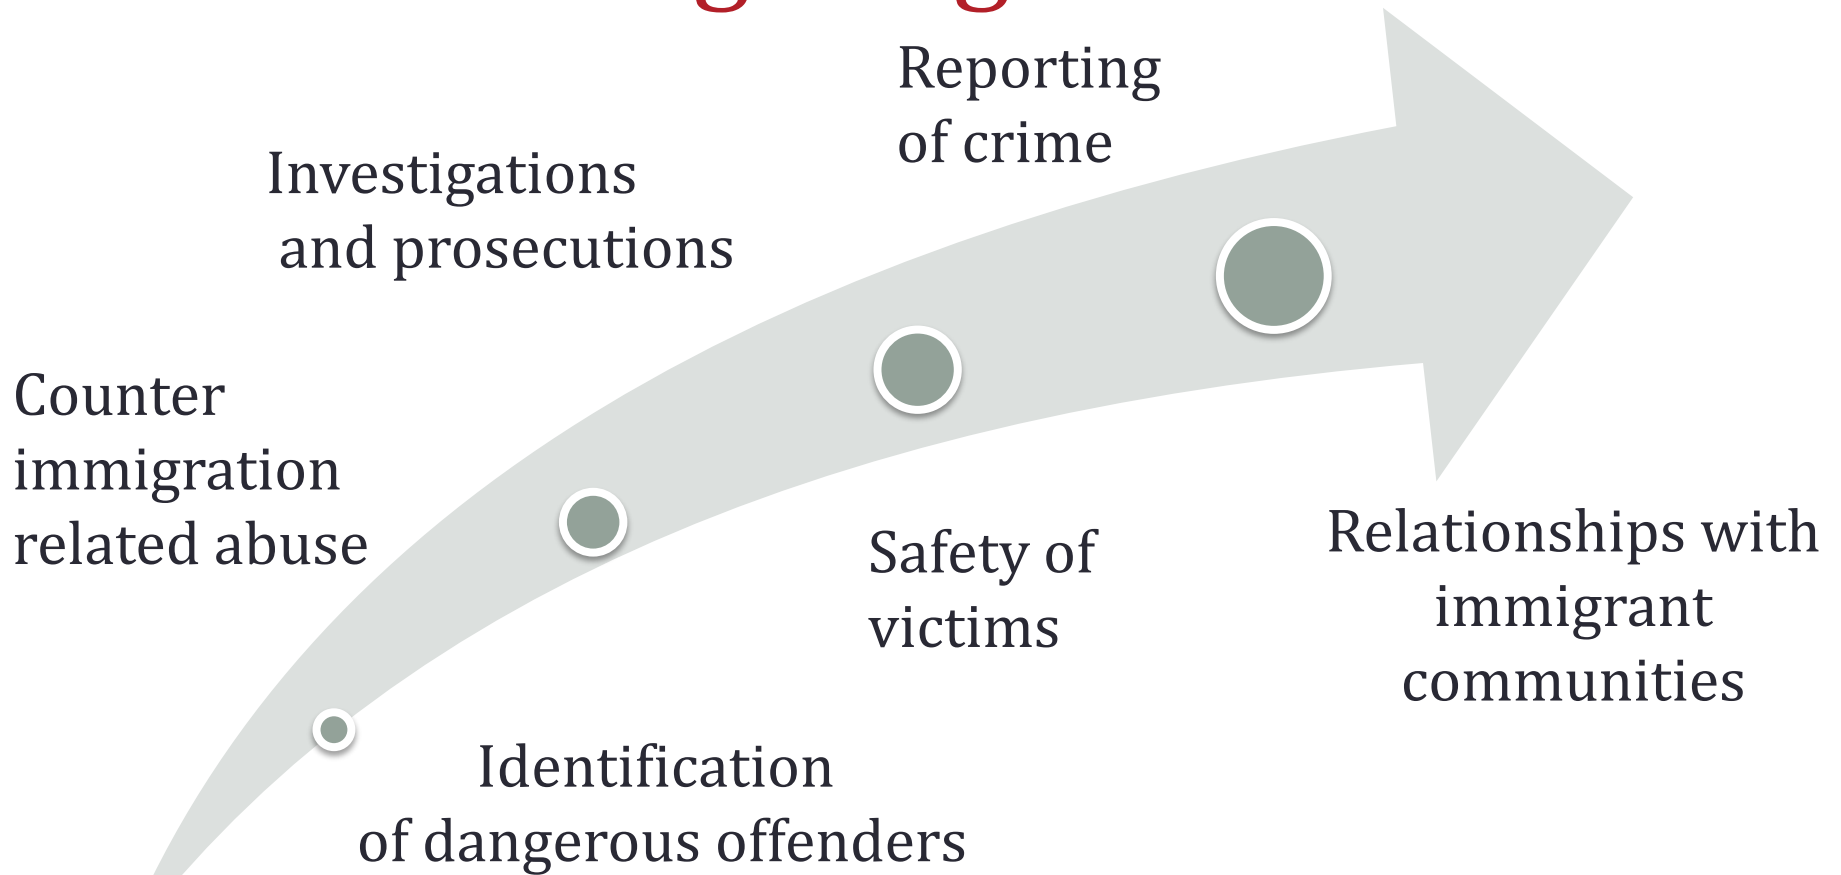 Reporting
of crime
Investigations
and prosecutions
Counter
immigration
related abuse
Safety of
victims
Relationships with
immigrant
communities
Identification
of dangerous offenders